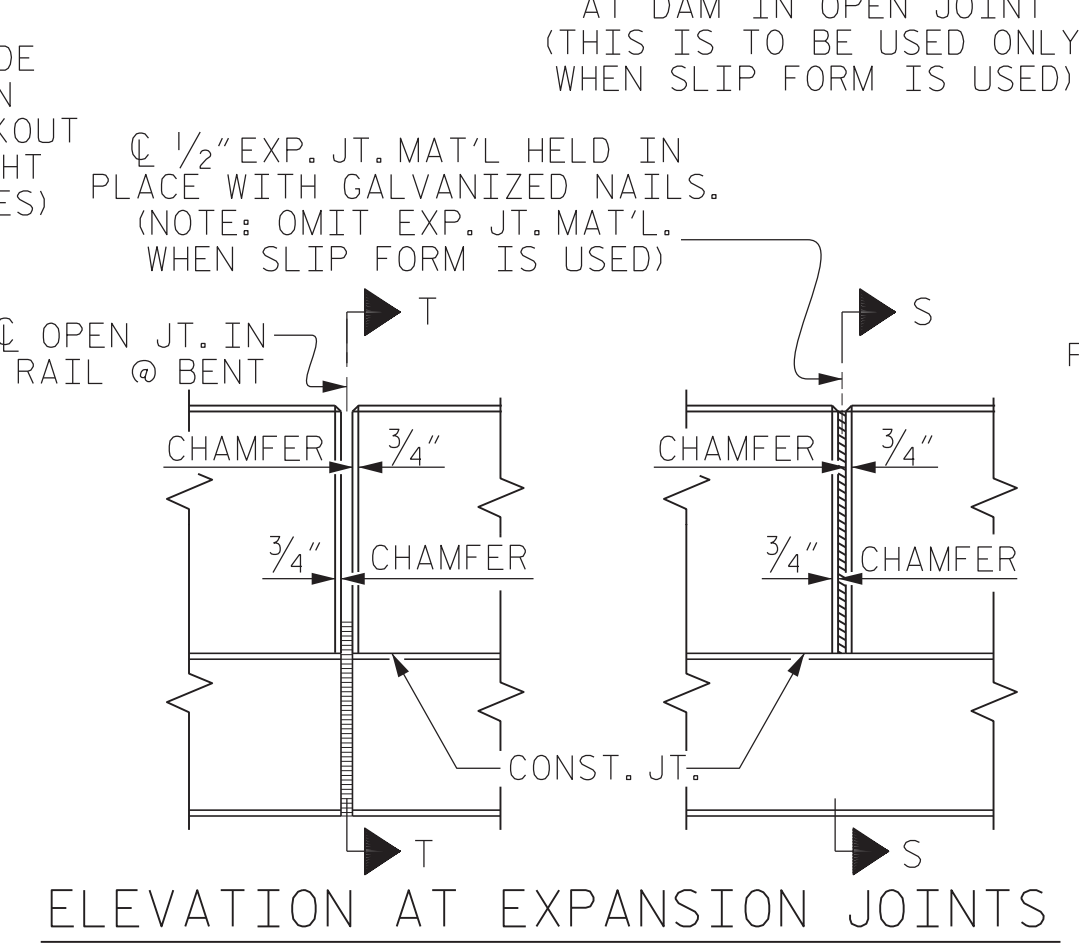 AT DAM IN OPEN JOINT
(THIS IS TO BE USED ONLY
WHEN SLIP FORM IS USED)
HT
ES)
℄ 1/2" EXP. JT. MAT'L HELD IN
PLACE WITH GALVANIZED NAILS.
(NOTE: OMIT EXP. JT. MAT'L.
WHEN SLIP FORM IS USED)
T
S
℄ OPEN JT. IN
RAIL @ BENT
CHAMFER
3/4"
CHAMFER
3/4"
3/4"
CHAMFER
3/4"
CHAMFER
CONST. JT.
T
S
ELEVATION AT EXPANSION JOINTS